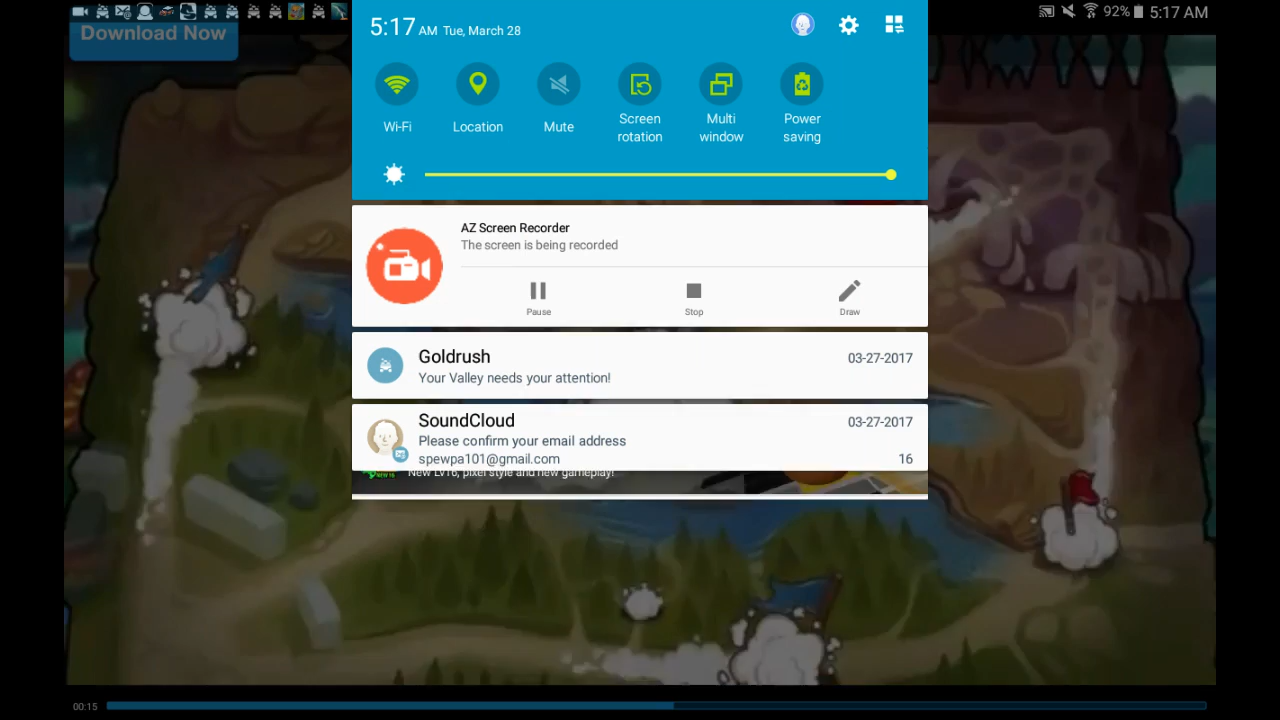 92% 5:17 AM
Download Now
5:17 AM Tue, March 28
Wi-Fi
Location
Mute
Screen
rotation
Multi
window
Power
saving
AZ Screen Recorder
The screen is being recorded
Pause
Stop
Draw
Goldrush
03-27-2017
Your Valley needs your attention!
SoundCloud
03-27-2017
Please confirm your email address
spewpa101@gmail.com
16
New LV16, pixel style and new gameplay!
00:15